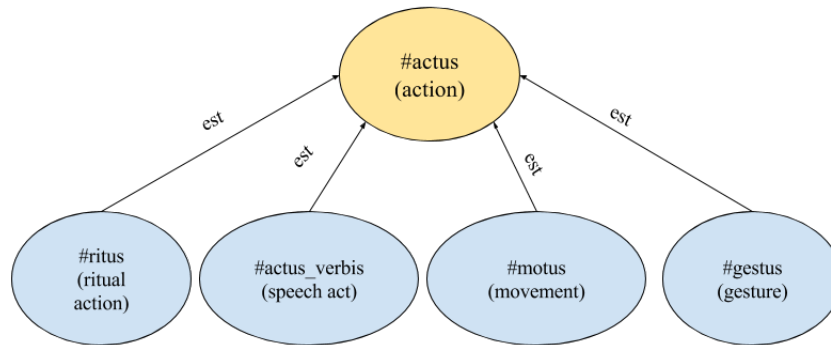 #actus
(action)
est
est
est
est
#ritus
(ritual
action)
#actus_verbis
(speech act)
#motus
(movement)
#gestus
(gesture)